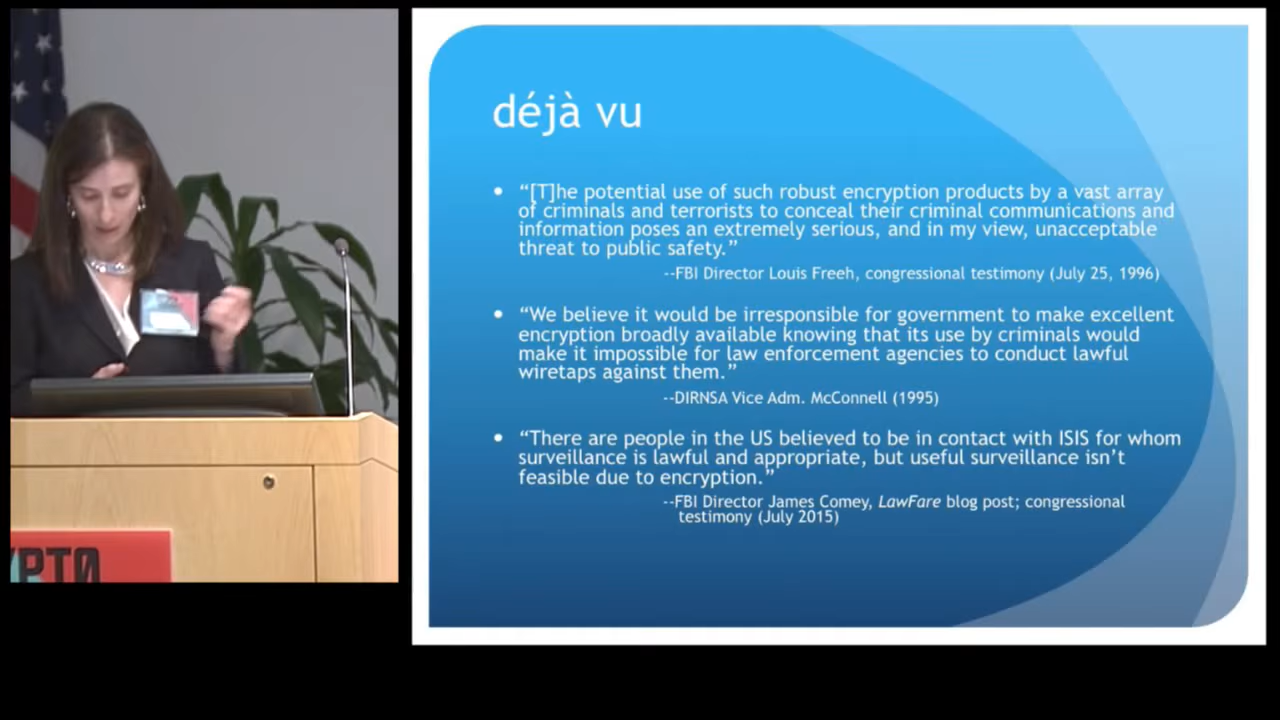 déjà vu
• “[T]he potential use of such robust encryption products by a vast array
of criminals and terrorists to conceal their criminal communications and
information poses an extremely serious, and in my view, unacceptable
threat to public safety.”
--FBI Director Louis Freeh, congressional testimony (July 25, 1996)
• “We believe it would be irresponsible for government to make excellent
encryption broadly available knowing that its use by criminals would
make it impossible for law enforcement agencies to conduct lawful
wiretaps against them.”
--DIRNSA Vice Adm. McConnell (1995)
• “There are people in the US believed to be in contact with ISIS for whom
surveillance is lawful and appropriate, but useful surveillance isn’t
feasible due to encryption.”
--FBI Director James Comey, LawFare blog post; congressional
testimony (July 2015)
YPTØ